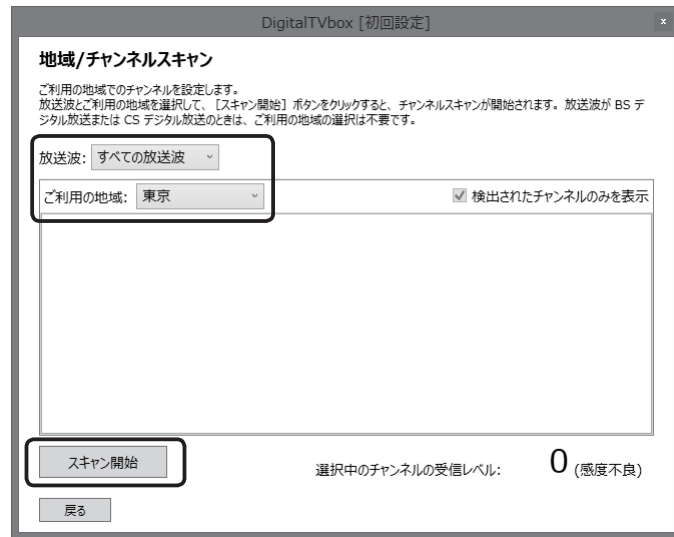 DigitalTVbox [初回設定]
x
地域/チャンネルスキャン
ご利用の地域でのチャンネルを設定します。
放送波とご利用の地域を選択して、［スキャン開始］ボタンをクリックすると、チャンネルスキャンが開始されます。放送波が BS デ
ジタル放送または CS デジタル放送のときは、ご利用の地域の選択は不要です。
放送波: すべての放送波
ご利用の地域: 東京 検出されたチャンネルのみを表示
スキャン開始 選択中のチャンネルの受信レベル: 0 (感度不良)
戻る